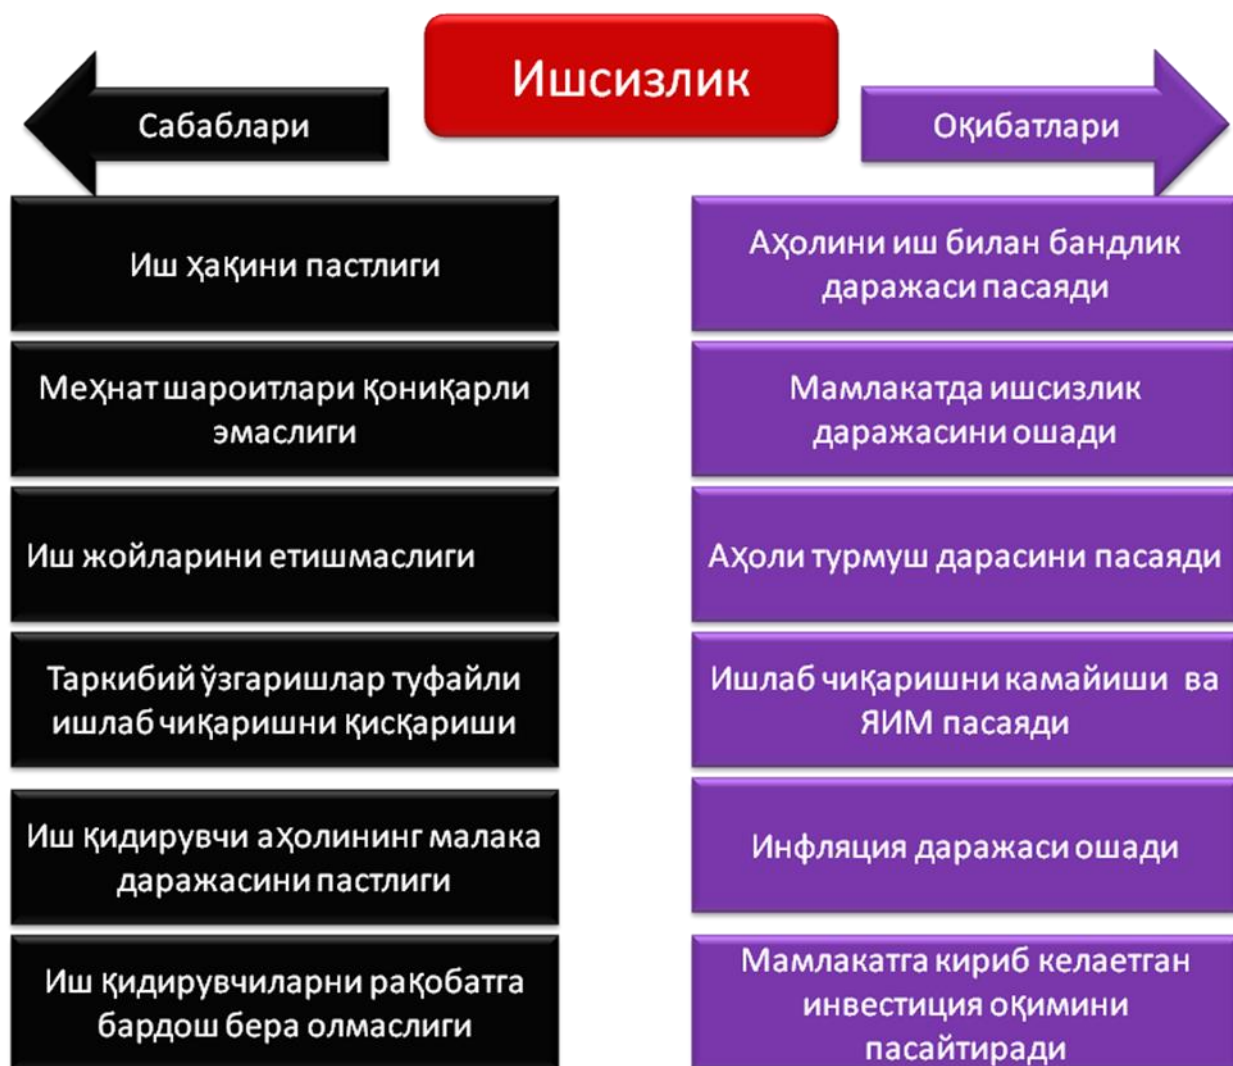 Ишсизлик
Сабаблари
Оқибатлари
Иш ҳақини пастлиги
Меҳнат шароитлари қониқарли
эмаслиги
Иш жойларини етишмаслиги
Таркибий ўзгаришлар туфайли
ишлаб чиқаришни қисқариши
Иш қидирувчи аҳолининг малака
даражасини пастлиги
Иш қидирувчиларни рақобатга
бардош бера олмаслиги
Аҳолини иш билан бандлик
даражаси пасаяди
Мамлакатда ишсизлик
даражасини ошади
Аҳоли турмуш дарасини пасаяди
Ишлаб чиқаришни камайиши ва
ЯИМ пасаяди
Инфляция даражаси ошади
Мамлакатга кириб келаетган
инвестиция оқимини
пасайтиради